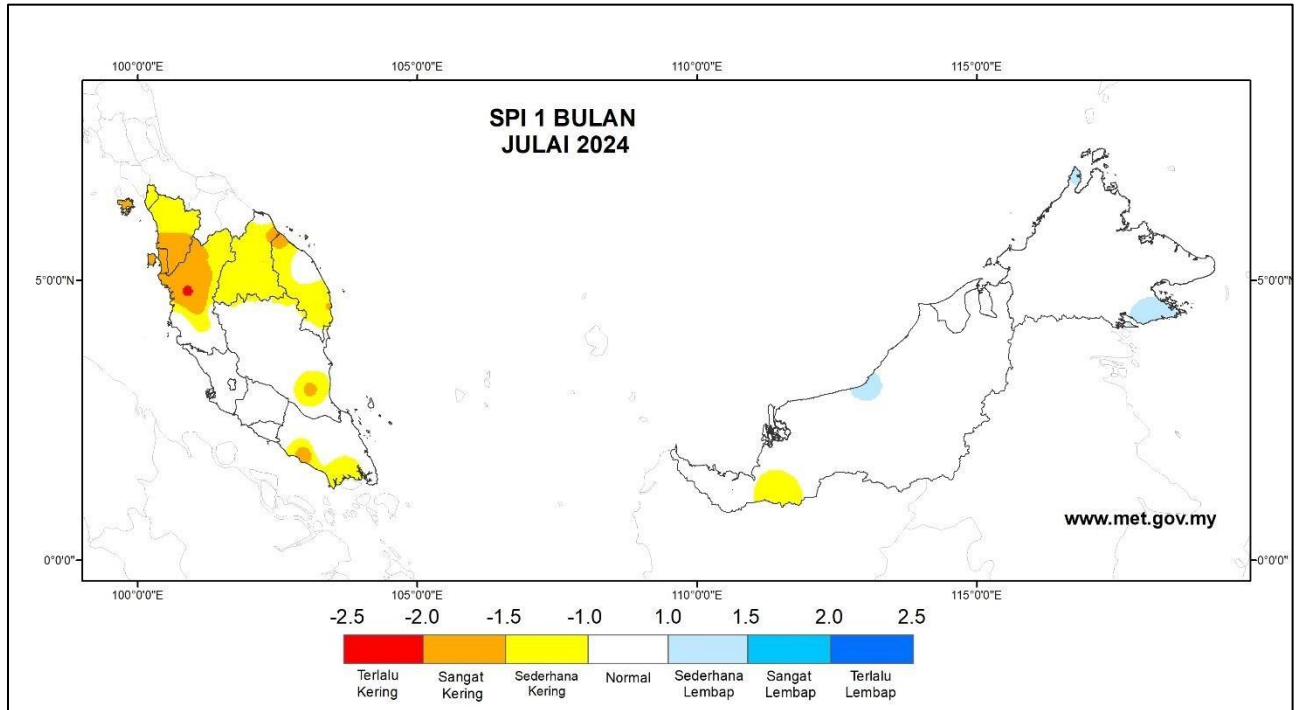 100°0'0"E 105°0'0"E 110°0'0"E 115°0'0"E
SPI 1 BULAN
JULAI 2024
5°0'0"N 5°0'0"N
www.met.gov.my
0°0'0" 0°0'0"
100°0'0"E 105°0'0"E 110°0'0"E 115°0'0"E
-2.5 -2.0 -1.5 -1.0 1.0 1.5 2.0 2.5
Terlalu Sangat Sederhana Normal Sederhana Sangat Terlalu
Kering Kering Kering Lembap Lembap Lembap